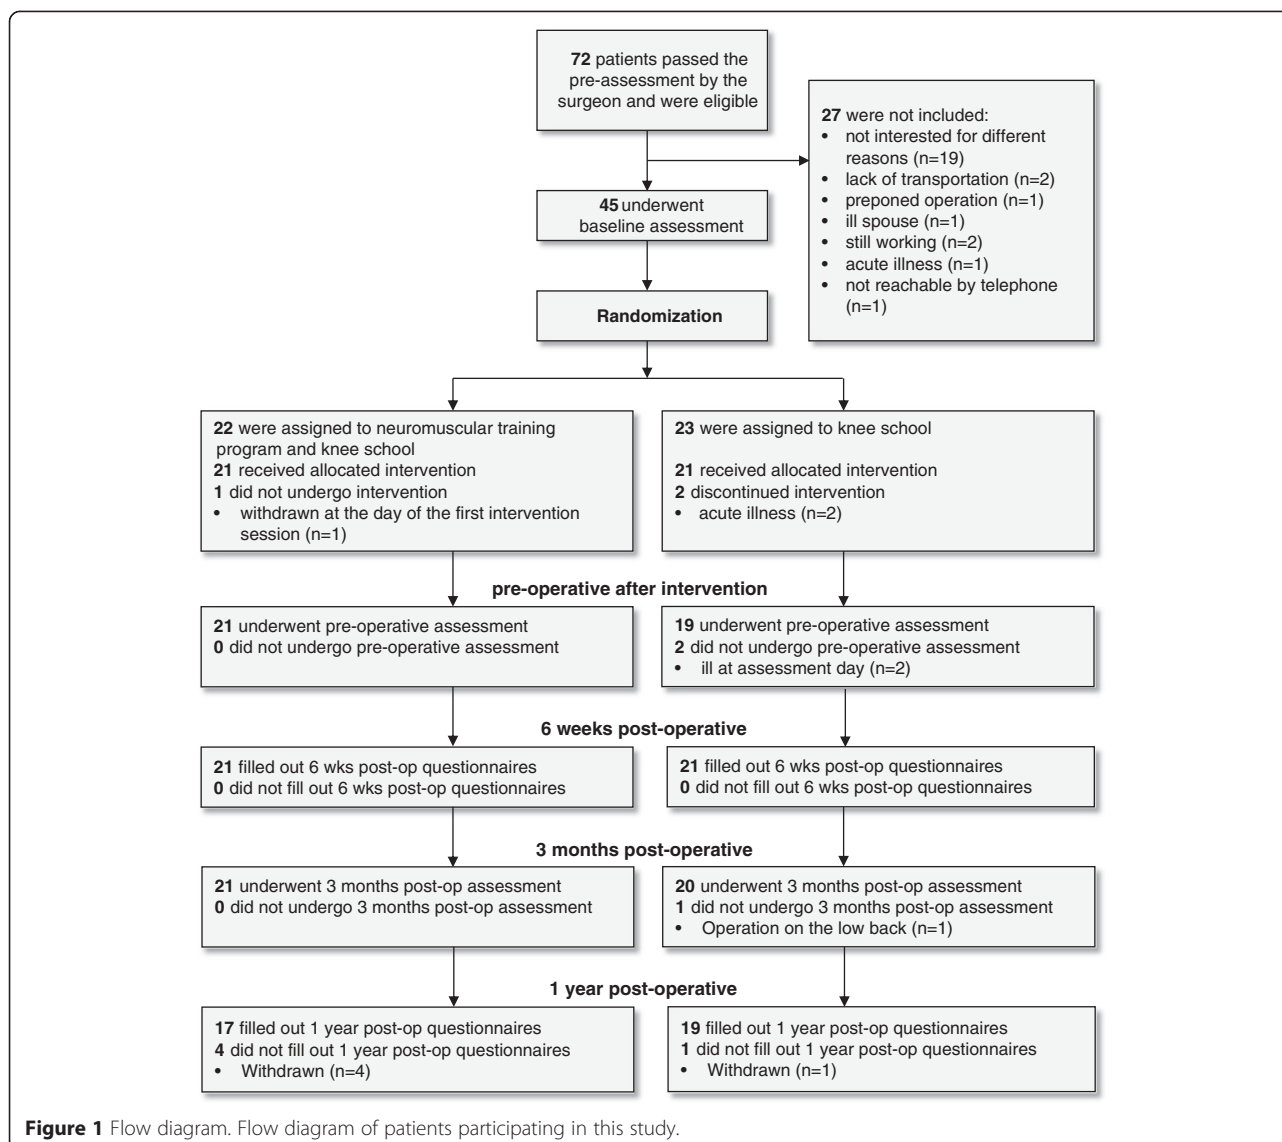 72 patients passed the
pre-assessment by the
surgeon and were eligible
27 were not included:
• not interested for different
reasons (n=19)
• lack of transportation (n=2)
• preponed operation (n=1)
• ill spouse (n=1)
• still working (n=2)
• acute illness (n=1)
• not reachable by telephone
(n=1)
45 underwent
baseline assessment
Randomization
22 were assigned to neuromuscular training
program and knee school
21 received allocated intervention
1 did not undergo intervention
• withdrawn at the day of the first intervention
session (n=1)
23 were assigned to knee school
21 received allocated intervention
2 discontinued intervention
• acute illness (n=2)
pre-operative after intervention
21 underwent pre-operative assessment
0 did not undergo pre-operative assessment
19 underwent pre-operative assessment
2 did not undergo pre-operative assessment
• ill at assessment day (n=2)
6 weeks post-operative
21 filled out 6 wks post-op questionnaires
0 did not fill out 6 wks post-op questionnaires
21 filled out 6 wks post-op questionnaires
0 did not fill out 6 wks post-op questionnaires
3 months post-operative
21 underwent 3 months post-op assessment
0 did not undergo 3 months post-op assessment
20 underwent 3 months post-op assessment
1 did not undergo 3 months post-op assessment
• Operation on the low back (n=1)
1 year post-operative
17 filled out 1 year post-op questionnaires
4 did not fill out 1 year post-op questionnaires
• Withdrawn (n=4)
19 filled out 1 year post-op questionnaires
1 did not fill out 1 year post-op questionnaires
• Withdrawn (n=1)
Figure 1 Flow diagram. Flow diagram of patients participating in this study.